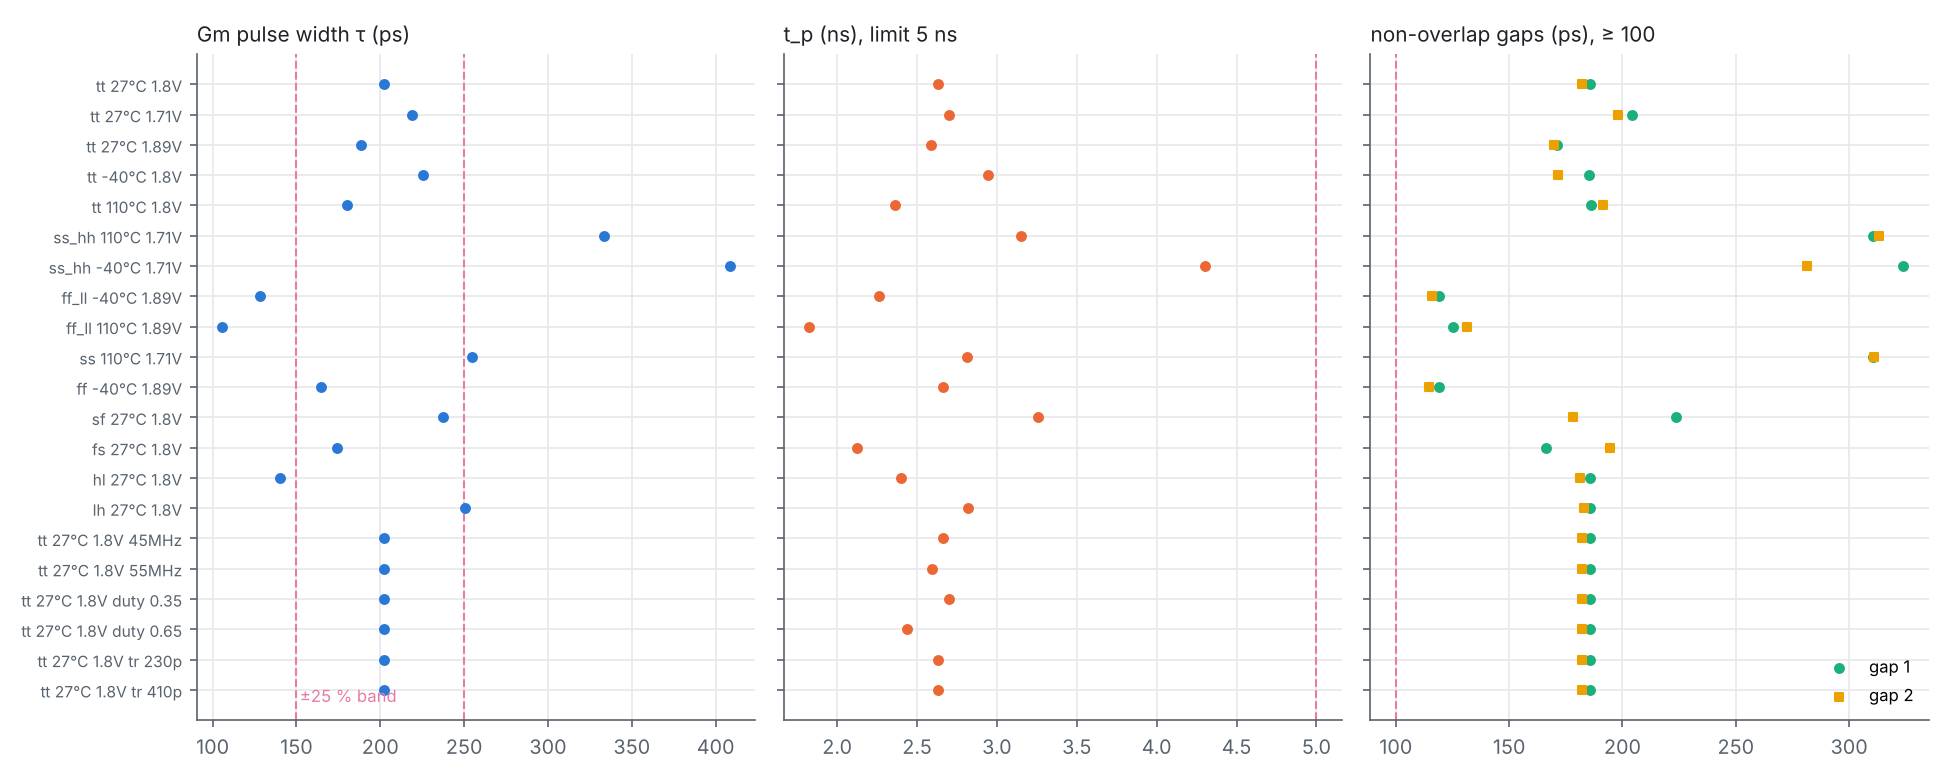 Gm pulse width τ (ps)
t_p (ns), limit 5 ns
non-overlap gaps (ps), ≥ 100
tt 27°C 1.8V
tt 27°C 1.71V
tt 27°C 1.89V
tt -40°C 1.8V
tt 110°C 1.8V
ss_hh 110°C 1.71V
ss_hh -40°C 1.71V
ff_ll -40°C 1.89V
ff_ll 110°C 1.89V
ss 110°C 1.71V
ff -40°C 1.89V
sf 27°C 1.8V
fs 27°C 1.8V
hl 27°C 1.8V
lh 27°C 1.8V
tt 27°C 1.8V 45MHz
tt 27°C 1.8V 55MHz
tt 27°C 1.8V duty 0.35
tt 27°C 1.8V duty 0.65
tt 27°C 1.8V tr 230p
tt 27°C 1.8V tr 410p
±25 % band
gap 1
gap 2
100 150 200 250 300 350 400
2.0 2.5 3.0 3.5 4.0 4.5 5.0
100 150 200 250 300